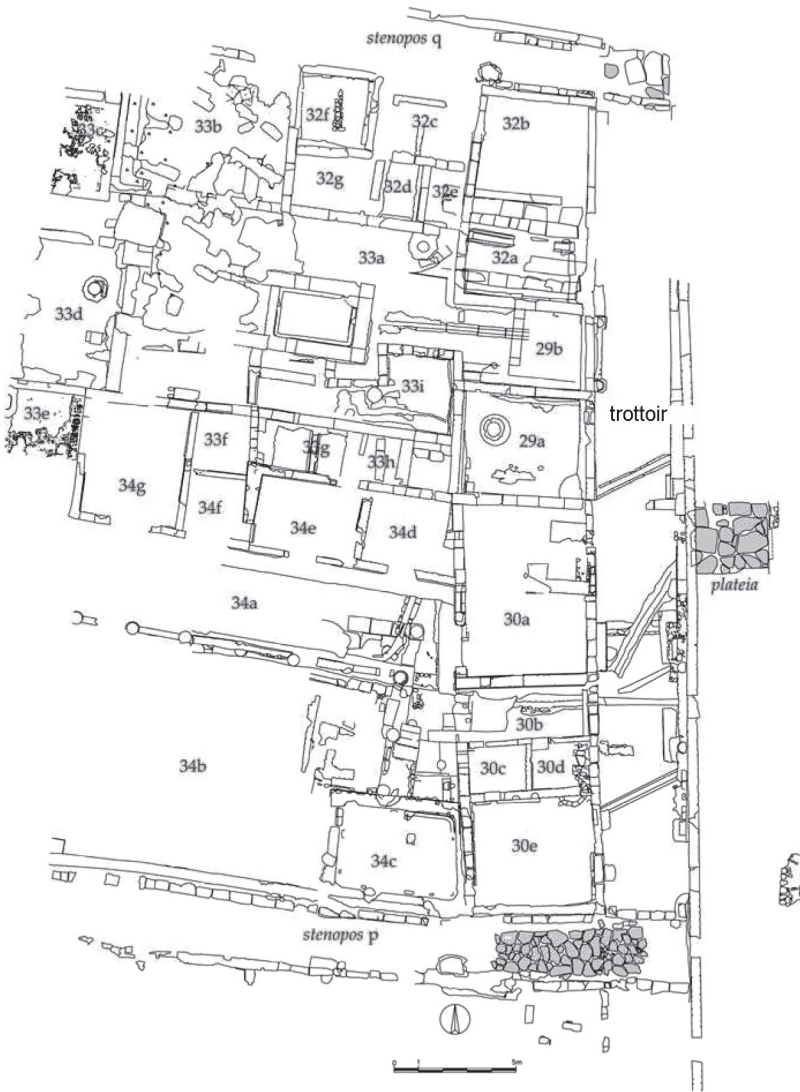 stenopos q
32f
32c
32b
33c
33b
32g
32d
32e
33a
32a
33d
29b
33i
33e
trottoir
33f
33g
33h
29a
34g
34f
34e
34d
plateia
34a
30a
30b
34b
30c
30d
34c
30e
stenopos p
0
1
5m